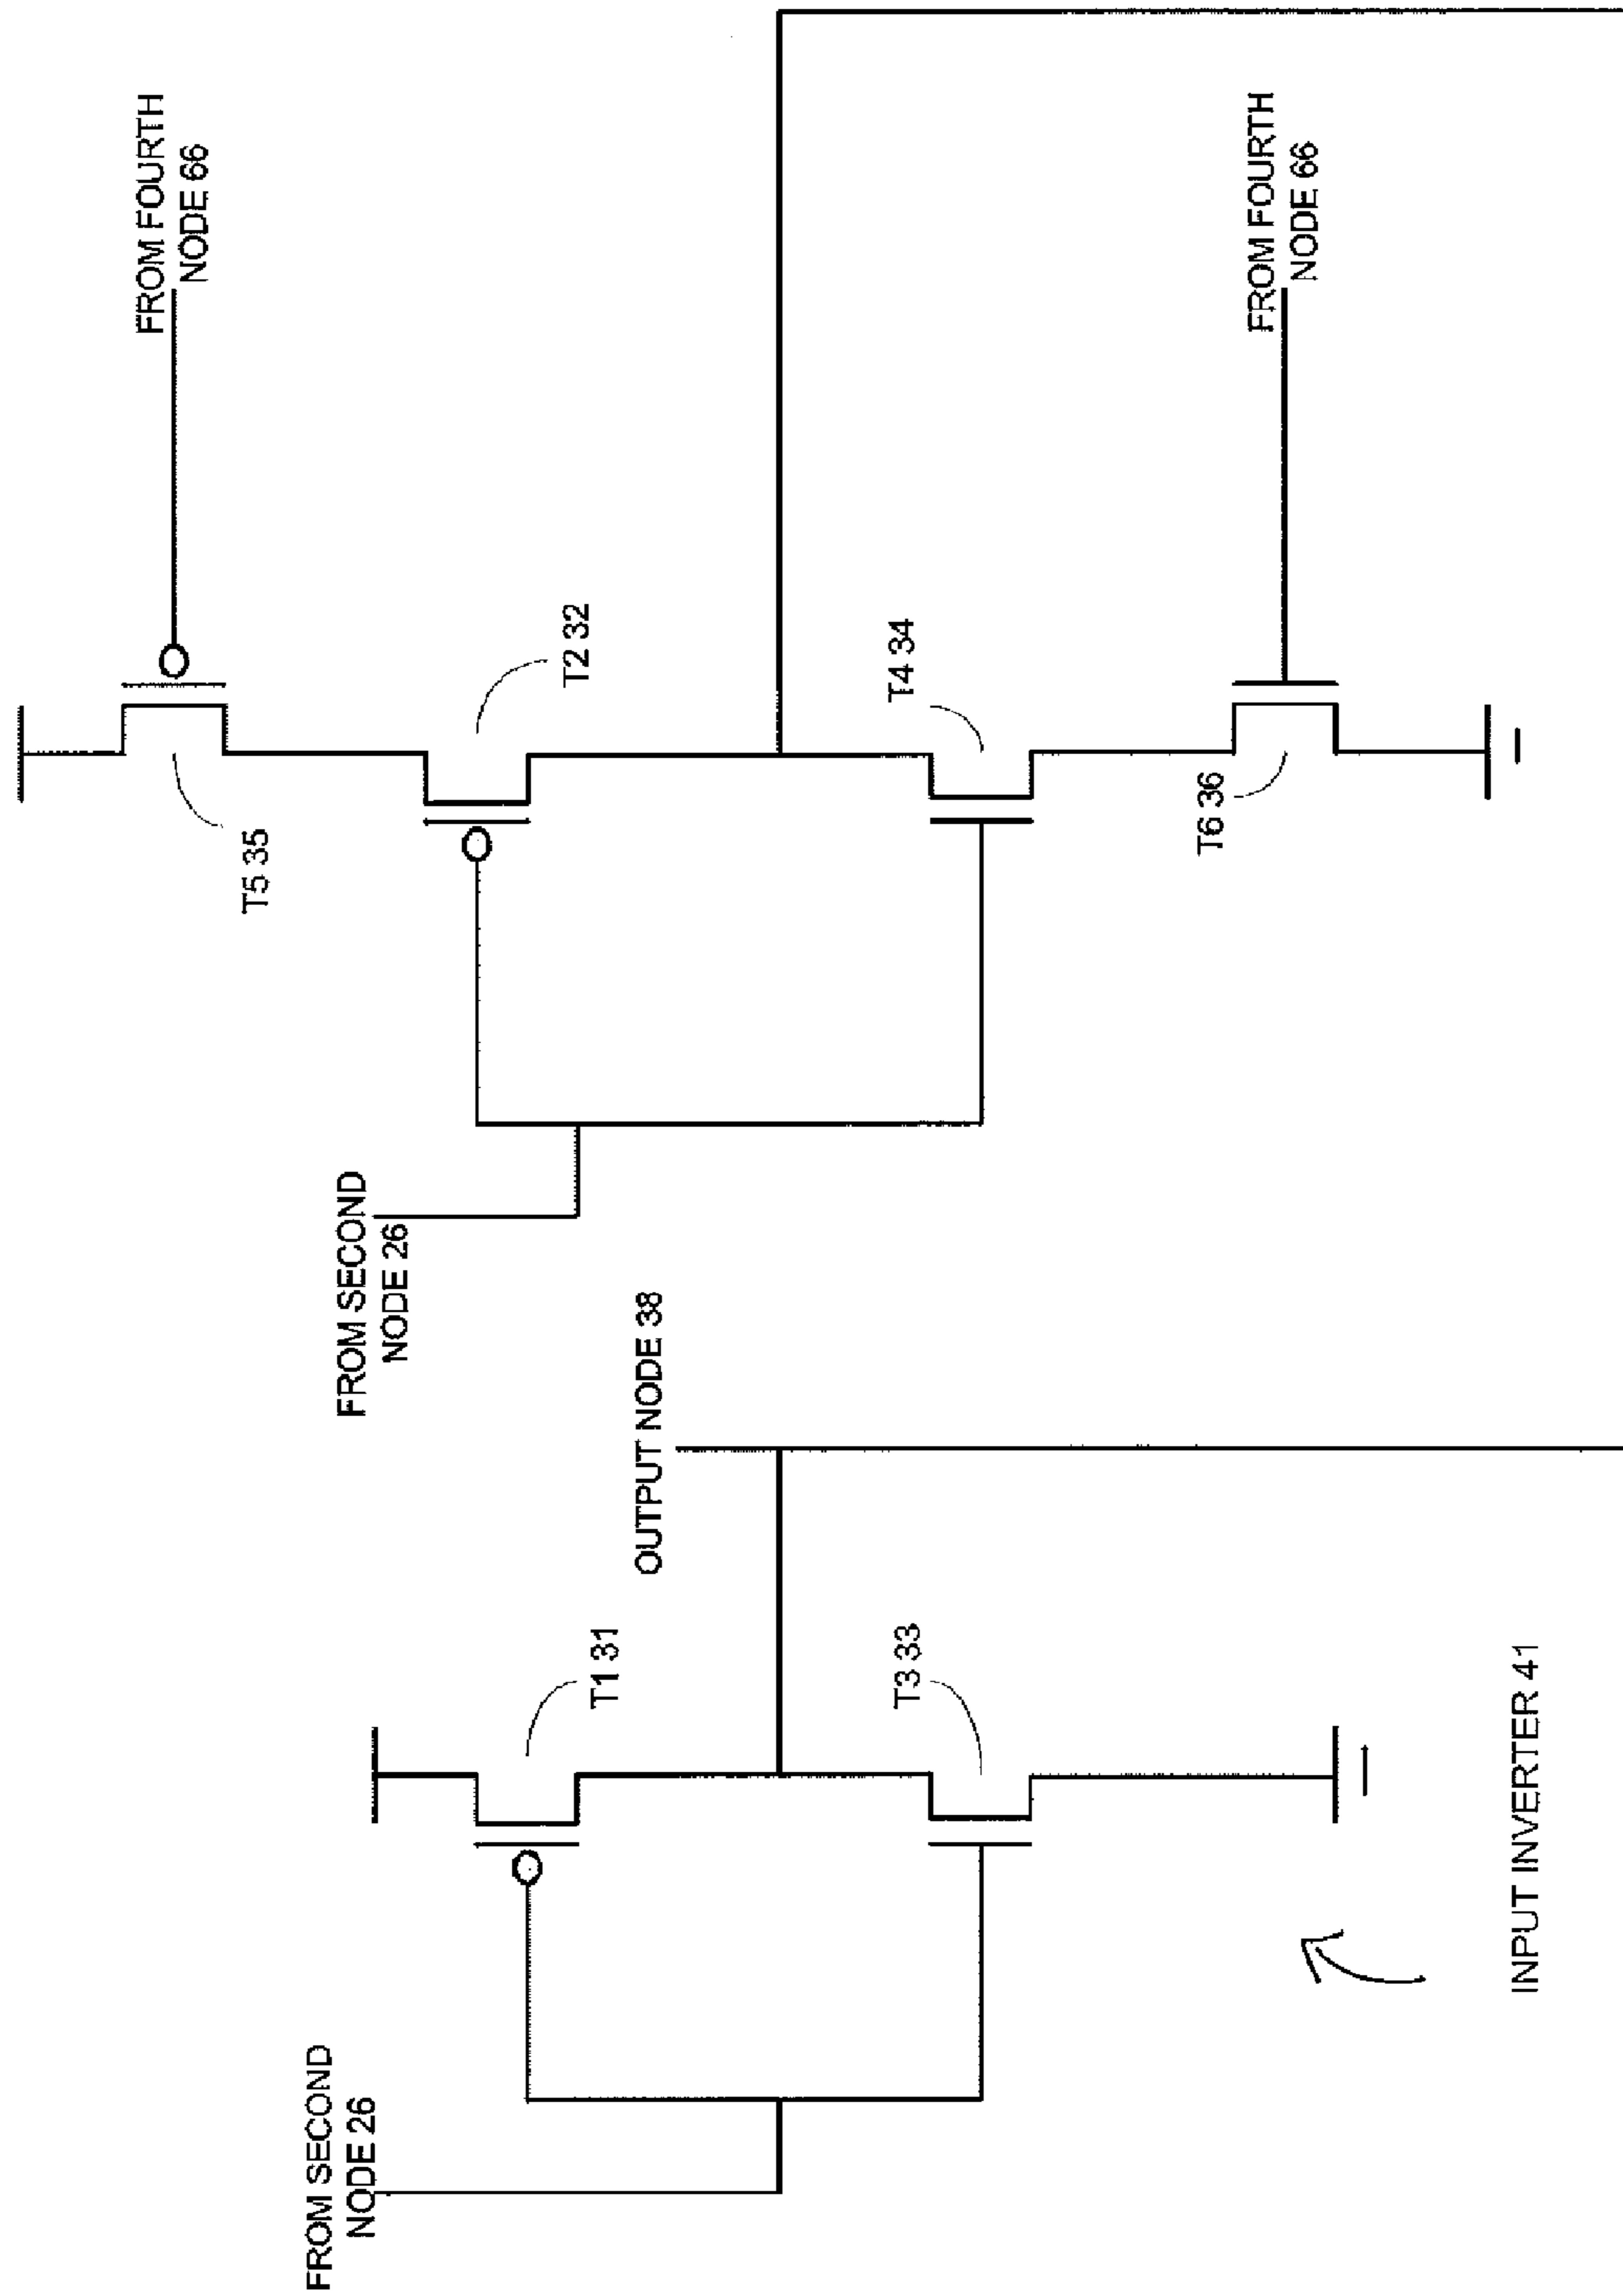 FROM FOURTH
NODE 66
T5 35
T2 32
FROM SECOND
NODE 26
T4 34
FROM FOURTH
NODE 66
T6 36
OUTPUT NODE 38
FROM SECOND
NODE 26
T1 31
T3 33
INPUT INVERTER 41